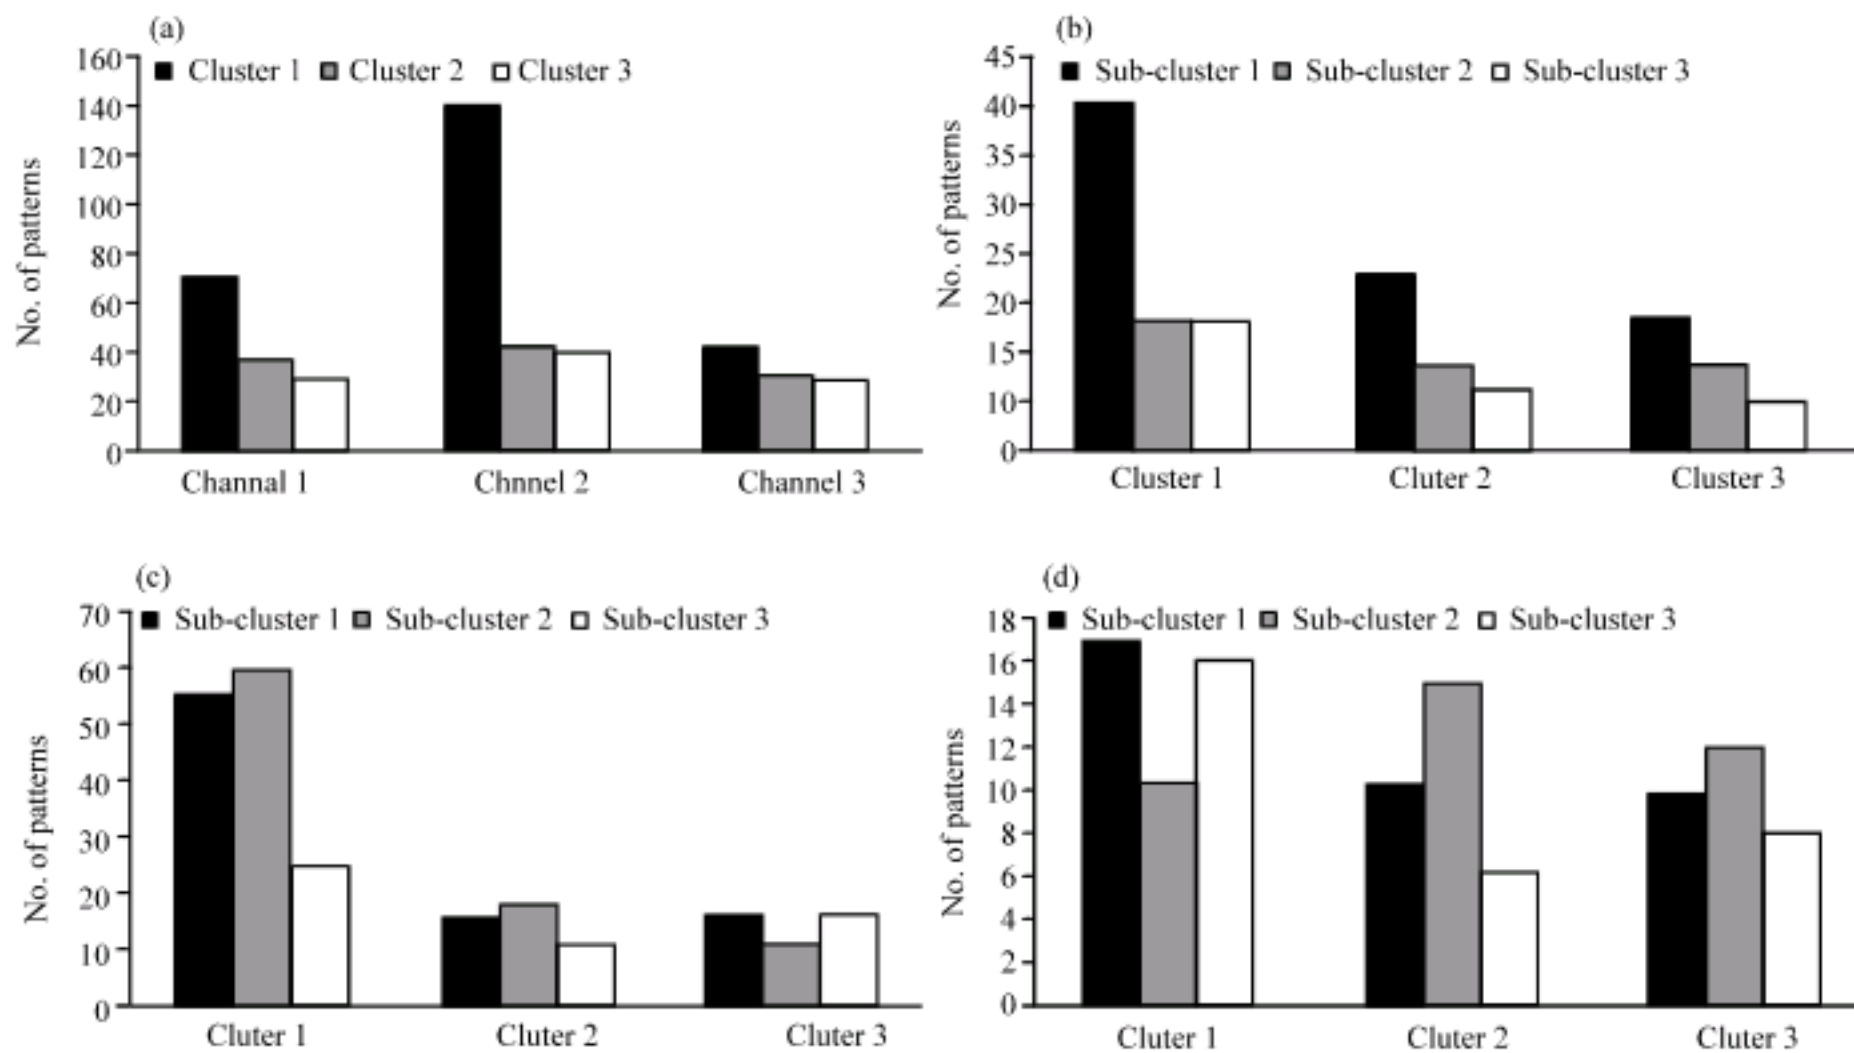 (a)
Cluster 1 Cluster 2 Cluster 3
No. of patterns
160
140
120
100
80
60
40
20
0
Channal 1 Chnnel 2 Channel 3
(b)
Sub-cluster 1 Sub-cluster 2 Sub-cluster 3
No. of patterns
45
40
35
30
25
20
15
10
0
Cluster 1 Cluter 2 Cluster 3
(c)
Sub-cluster 1 Sub-cluster 2 Sub-cluster 3
No. of patterns
70
60
50
40
30
20
10
0
Cluter 1 Cluter 2 Cluter 3
(d)
Sub-cluster 1 Sub-cluster 2 Sub-cluster 3
No. of patterns
18
16
14
12
10
8
6
4
2
0
Cluter 1 Cluter 2 Cluter 3